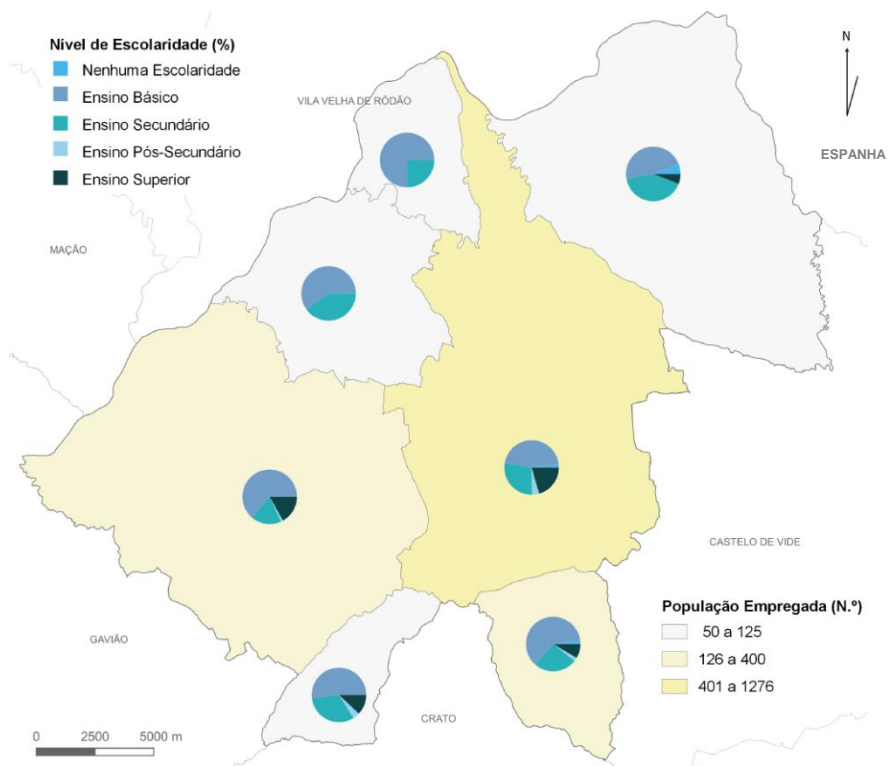 Nível de Escolaridade (%)
Nenhuma Escolaridade
Ensino Básico
Ensino Secundário
Ensino Pós-Secundário
Ensino Superior
N
VILA VELHA DE RÓDÃO
ESPANHA
MAÇÃO
CASTELO DE VIDE
GAVIÃO
CRATO
População Empregada (N.º)
50 a 125
126 a 400
401 a 1276
0 2500 5000 m